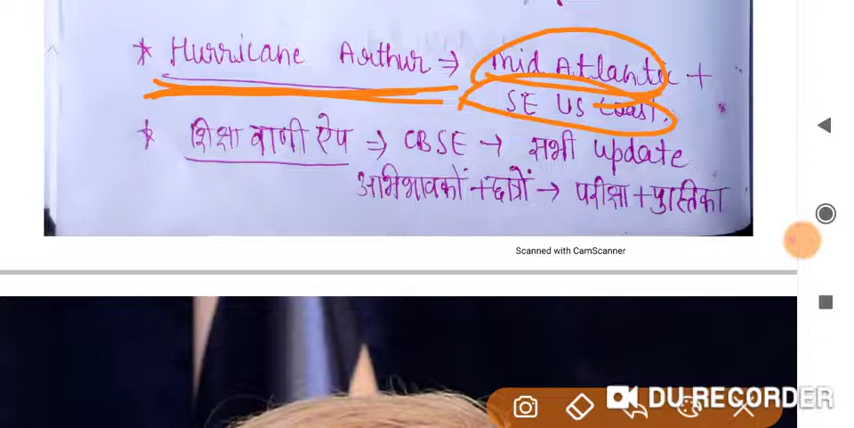 * Hurricane Arthur → Mid Atlantic +
SE US Coast.
* शिक्षा वाणी ऐप ⇒ CBSE → सभी update
अभिभावकों + छात्रों → परीक्षा + पुस्तिका
Scanned with CamScanner
DU RECORDER